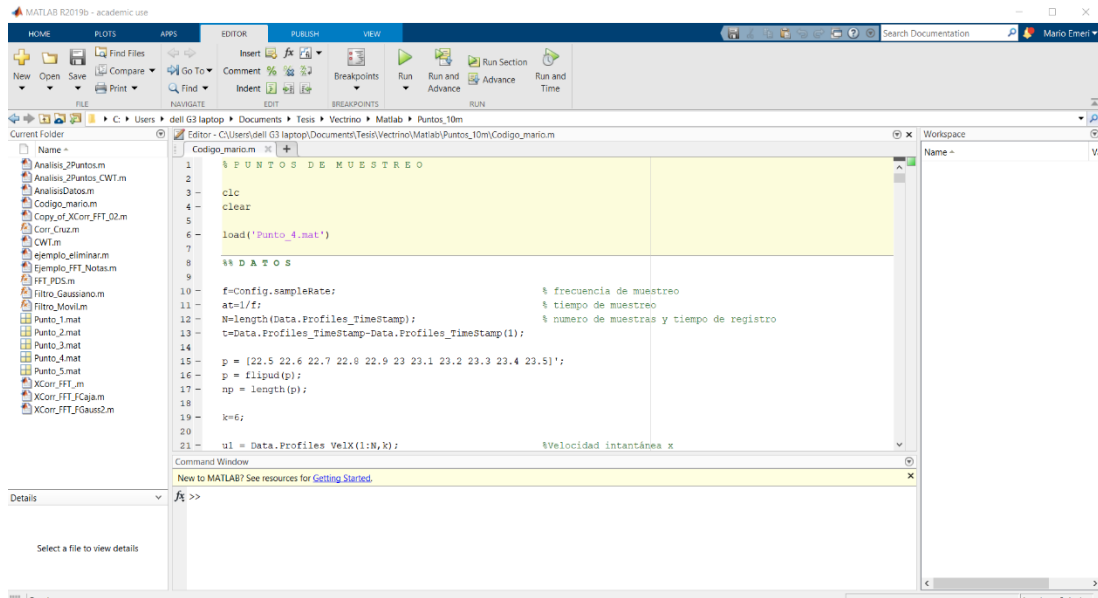 MATLAB R2019b - academic use
HOME PLOTS APPS EDITOR PUBLISH VIEW Search Documentation Mario Emeri
New Open Save Find Files Compare Print
Go To Find
Insert fx Comment % Indent
Breakpoints
Run Run and Advance Run Section Advance Run and Time
FILE NAVIGATE EDIT BREAKPOINTS RUN
C: Users dell G3 laptop Documents Tesis Vectrino Matlab Puntos_10m
Current Folder
Name
Analisis_2Puntos.m
Analisis_2Puntos_CWT.m
AnalisisDatos.m
Codigo_mario.m
Copy_of_XCorr_FFT_02.m
Corr_Cruz.m
CWT.m
ejemplo_eliminar.m
Ejemplo_FFT_Notas.m
FFT_PDS.m
Filtro_Gaussiano.m
Filtro_Movil.m
Punto_1.mat
Punto_2.mat
Punto_3.mat
Punto_4.mat
Punto_5.mat
XCorr_FFT_.m
XCorr_FFT_FCaja.m
XCorr_FFT_FGauss2.m
Details
Select a file to view details
Editor - C:\Users\dell G3 laptop\Documents\Tesis\Vectrino\Matlab\Puntos_10m\Codigo_mario.m
Codigo_mario.m
1 % P U N T O S D E M U E S T R E O
2
3 - clc
4 - clear
5
6 - load('Punto_4.mat')
7
8 %% D A T O S
9
10 - f=Config.sampleRate; % frecuencia de muestreo
11 - at=1/f; % tiempo de muestreo
12 - N=length(Data.Profiles_TimeStamp); % numero de muestras y tiempo de registro
13 - t=Data.Profiles_TimeStamp-Data.Profiles_TimeStamp(1);
14
15 - p = [22.5 22.6 22.7 22.8 22.9 23 23.1 23.2 23.3 23.4 23.5]';
16 - p = flipud(p);
17 - np = length(p);
18
19 - k=6;
20
21 - u1 = Data.Profiles_VelX(1:N,k); %Velocidad intantánea x
Command Window
New to MATLAB? See resources for Getting Started.
fx >>
Workspace
Name